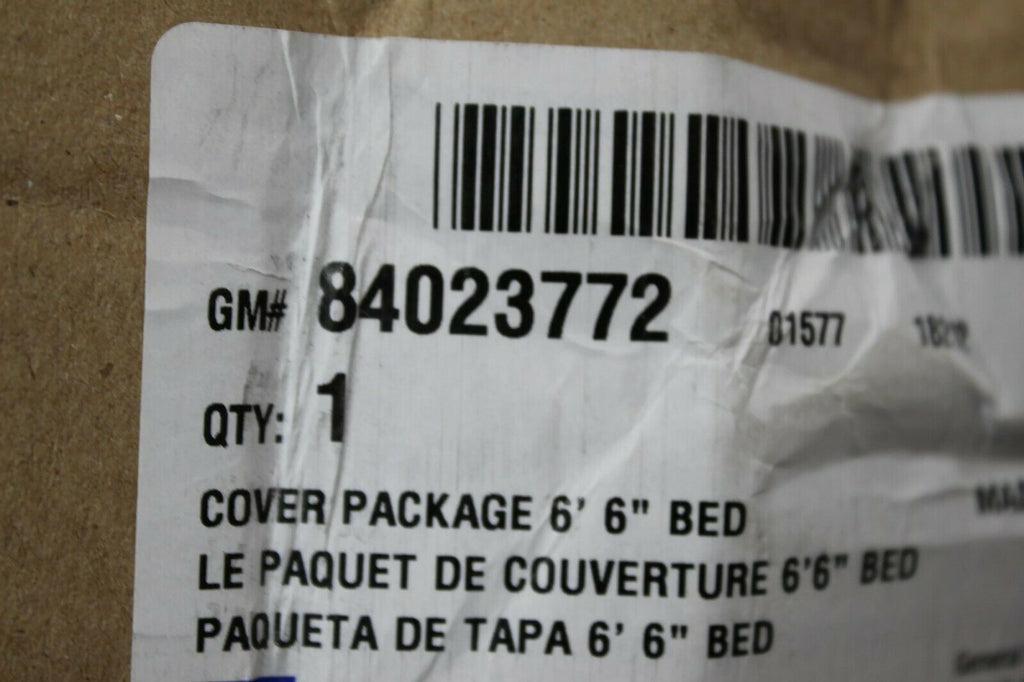 GM# 84023772 01577
QTY: 1
COVER PACKAGE 6' 6" BED
LE PAQUET DE COUVERTURE 6'6" BED
PAQUETA DE TAPA 6' 6" BED
General